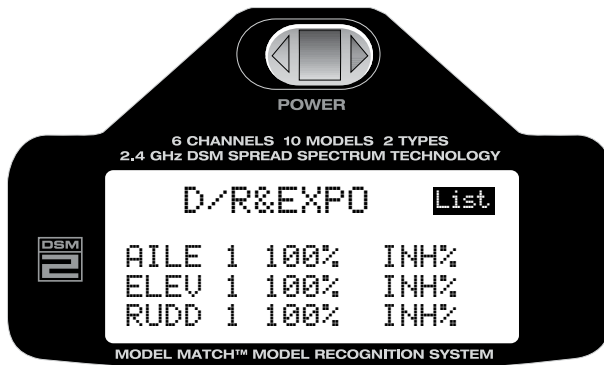 POWER
6 CHANNELS 10 MODELS 2 TYPES
2.4 GHz DSM SPREAD SPECTRUM TECHNOLOGY
D/R&EXPO List
DSM
2
AILE 1 100% INH%
ELEV 1 100% INH%
RUDD 1 100% INH%
MODEL MATCH™ MODEL RECOGNITION SYSTEM